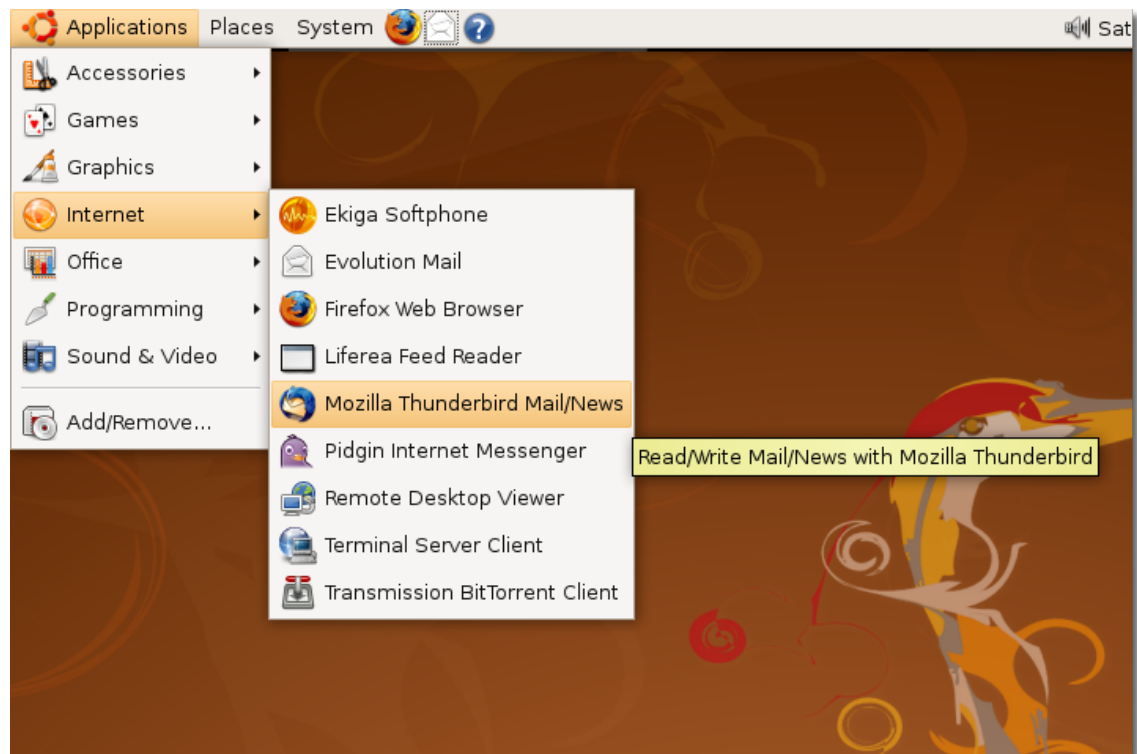 Applications Places System ? Sat
Accessories
Games
Graphics
Internet
Office
Programming
Sound & Video
Add/Remove...
Ekiga Softphone
Evolution Mail
Firefox Web Browser
Liferea Feed Reader
Mozilla Thunderbird Mail/News
Pidgin Internet Messenger
Remote Desktop Viewer
Terminal Server Client
Transmission BitTorrent Client
Read/Write Mail/News with Mozilla Thunderbird